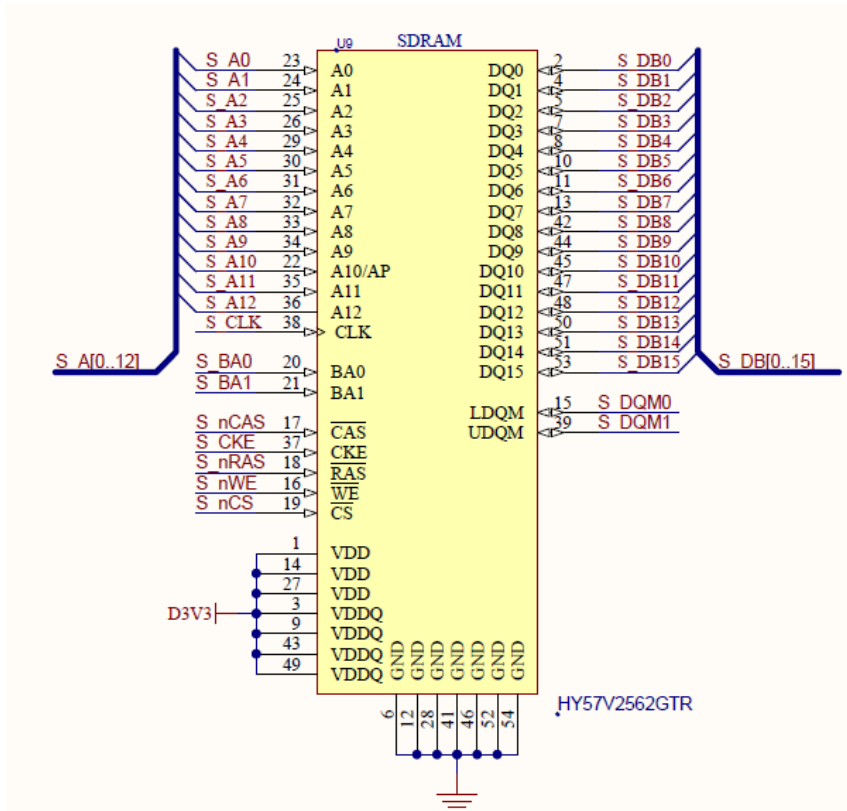 U9 SDRAM
S_A0 23 A0 DQ0 2 S_DB0
S_A1 24 A1 DQ1 4 S_DB1
S_A2 25 A2 DQ2 5 S_DB2
S_A3 26 A3 DQ3 7 S_DB3
S_A4 29 A4 DQ4 8 S_DB4
S_A5 30 A5 DQ5 10 S_DB5
S_A6 31 A6 DQ6 11 S_DB6
S_A7 32 A7 DQ7 13 S_DB7
S_A8 33 A8 DQ8 42 S_DB8
S_A9 34 A9 DQ9 44 S_DB9
S_A10 22 A10/AP DQ10 45 S_DB10
S_A11 35 A11 DQ11 47 S_DB11
S_A12 36 A12 DQ12 48 S_DB12
S_CLK 38 CLK DQ13 50 S_DB13
DQ14 51 S_DB14
S_A[0..12] S_DB[0..15]
S_BA0 20 BA0 DQ15 53 S_DB15
S_BA1 21 BA1
LDQM 15 S_DQM0
S_nCAS 17 CAS UDQM 39 S_DQM1
S_CKE 37 CKE
S_nRAS 18 RAS
S_nWE 16 WE
S_nCS 19 CS
1 VDD
14 VDD
27 VDD
D3V3 3 VDDQ
9 VDDQ
43 VDDQ
49 VDDQ
GND GND GND GND GND GND GND
6 12 28 41 46 52 54
HY57V2562GTR